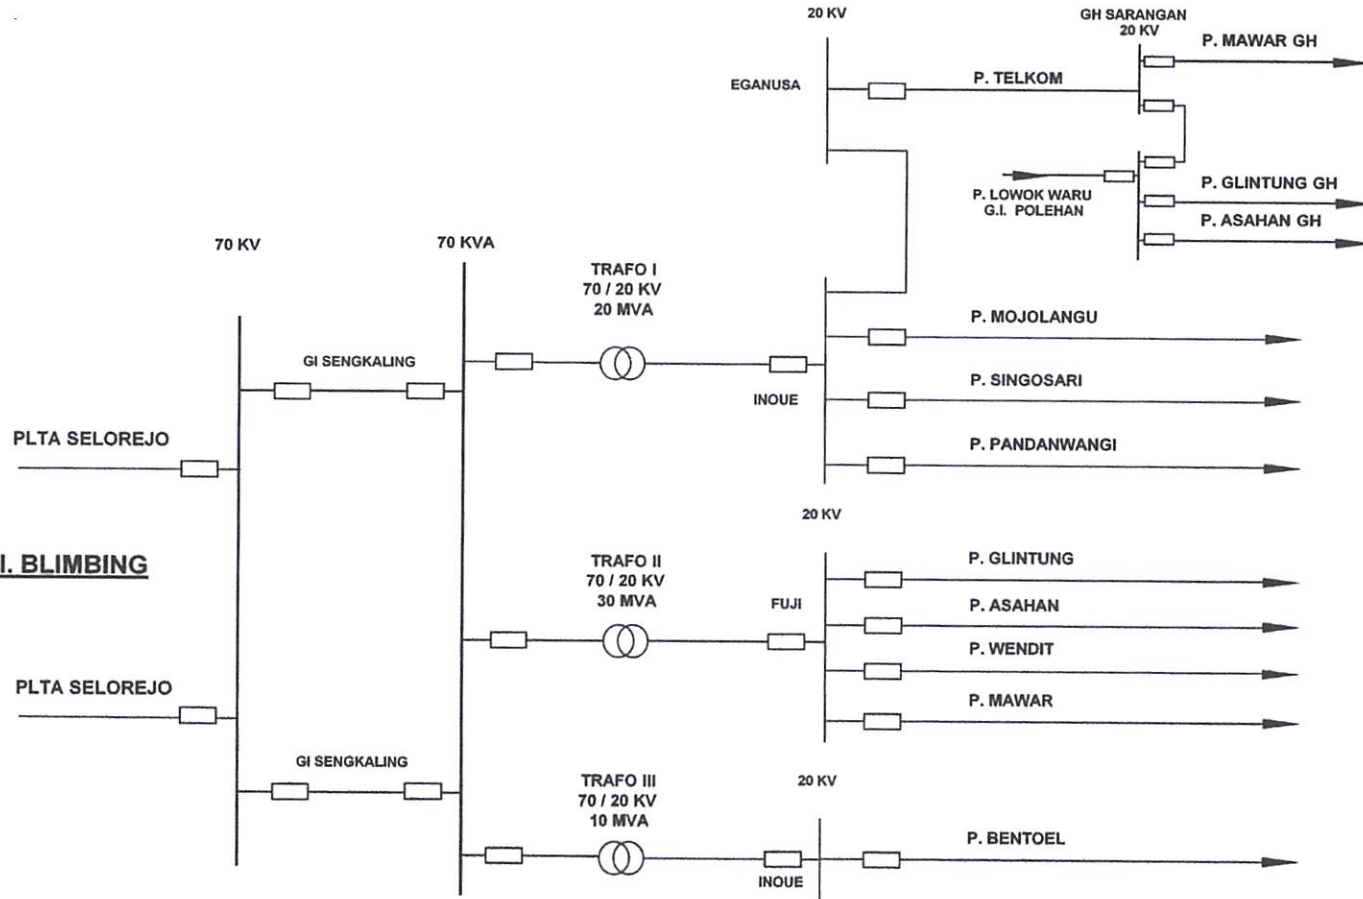 20 KV
GH SARANGAN
20 KV
P. MAWAR GH
EGANUSA
P. TELKOM
P. LOWOK WARU
G.I. POLEHAN
P. GLINTUNG GH
P. ASAHAN GH
70 KV
70 KVA
TRAFO I
70 / 20 KV
20 MVA
P. MOJOLANGU
GI SENGKALING
INOUE
P. SINGOSARI
PLTA SELOREJO
P. PANDANWANGI
20 KV
I. BLIMBING
TRAFO II
70 / 20 KV
30 MVA
FUJI
P. GLINTUNG
P. ASAHAN
P. WENDIT
PLTA SELOREJO
P. MAWAR
GI SENGKALING
TRAFO III
70 / 20 KV
10 MVA
20 KV
INOUE
P. BENTOEL